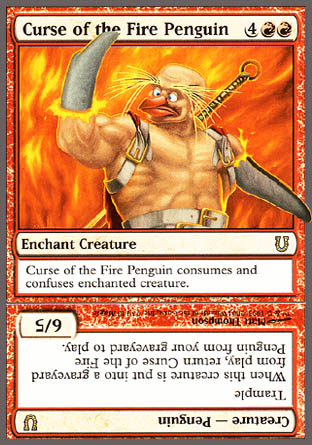 Curse of the Fire Penguin 4
Enchant Creature
Curse of the Fire Penguin consumes and
confuses enchanted creature.
Creature — Penguin
Trample
When this creature is put into a graveyard
from play, return Curse of the Fire
Penguin from your graveyard to play.
6/5
Matt Thompson